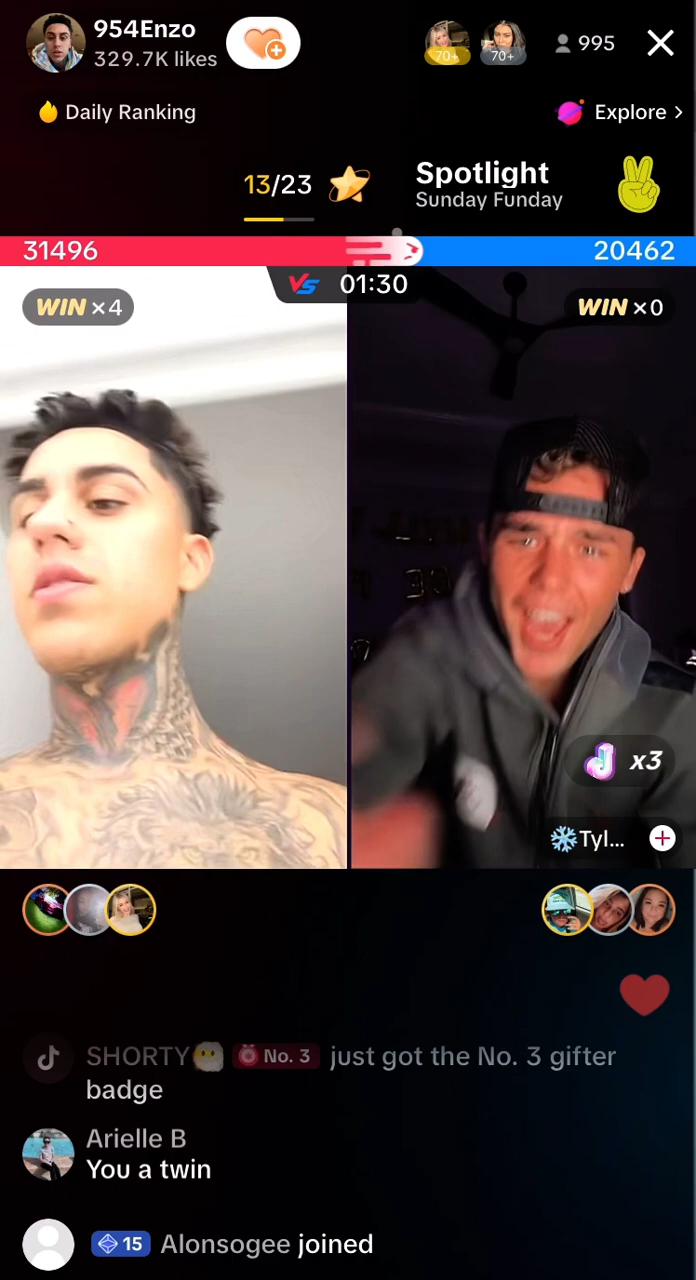 954Enzo
329.7K likes
70+
70+
995
Daily Ranking
Explore >
13/23
Spotlight
Sunday Funday
31496
20462
VS 01:30
WIN ×4
WIN ×0
x3
Tyl...
SHORTY No. 3 just got the No. 3 gifter
badge
Arielle B
You a twin
15 Alonsogee joined